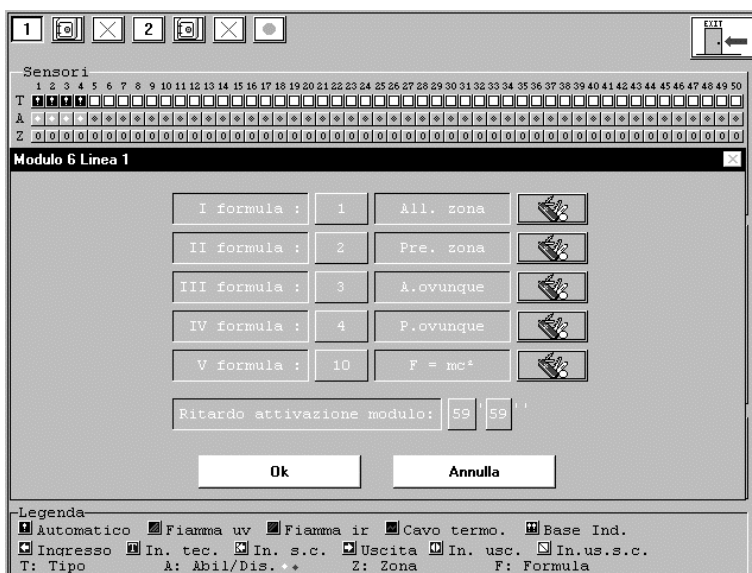 1 2 EXIT
Sensori
1 2 3 4 5 6 7 8 9 10 11 12 13 14 15 16 17 18 19 20 21 22 23 24 25 26 27 28 29 30 31 32 33 34 35 36 37 38 39 40 41 42 43 44 45 46 47 48 49 50
T
A
Z 0 0 0 0 0 0 0 0 0 0 0 0 0 0 0 0 0 0 0 0 0 0 0 0 0 0 0 0 0 0 0 0 0 0 0 0 0 0 0 0 0 0 0 0 0 0 0 0 0 0
Modulo 6 Linea 1
I formula : 1 All. zona
II formula : 2 Pre. zona
III formula : 3 A.ovunque
IV formula : 4 P.ovunque
V formula : 10 F = mc²
Ritardo attivazione modulo: 59 ' 59 ''
Ok Annulla
Legenda
Automatico Fiamma uv Fiamma ir Cavo termo. Base Ind.
Ingresso In. tec. In. s.c. Uscita In. usc. In.us.s.c.
T: Tipo A: Abil/Dis. Z: Zona F: Formula